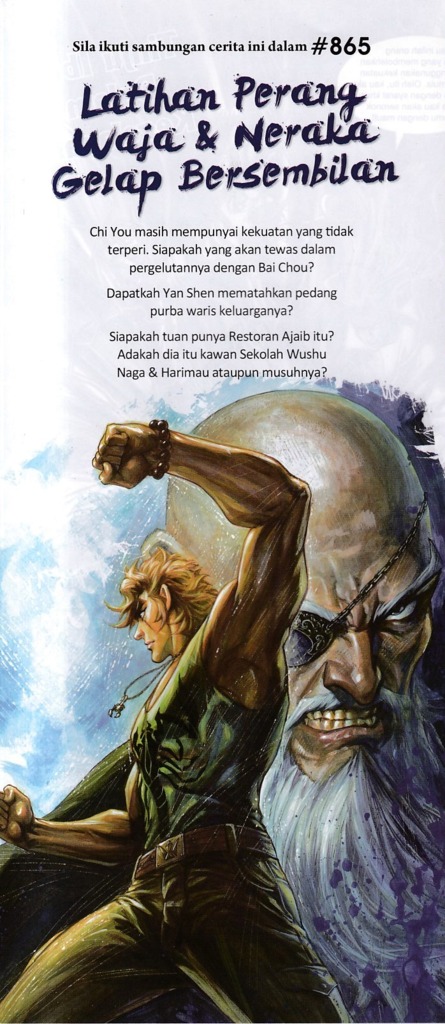 Sila ikuti sambungan cerita ini dalam #865
Latihan Perang
Waja & Neraka
Gelap Bersembilan
Chi You masih mempunyai kekuatan yang tidak
terperi. Siapakah yang akan tewas dalam
pergelutannya dengan Bai Chou?
Dapatkah Yan Shen mematahkan pedang
purba waris keluarganya?
Siapakah tuan punya Restoran Ajaib itu?
Adakah dia itu kawan Sekolah Wushu
Naga & Harimau ataupun musuhnya?